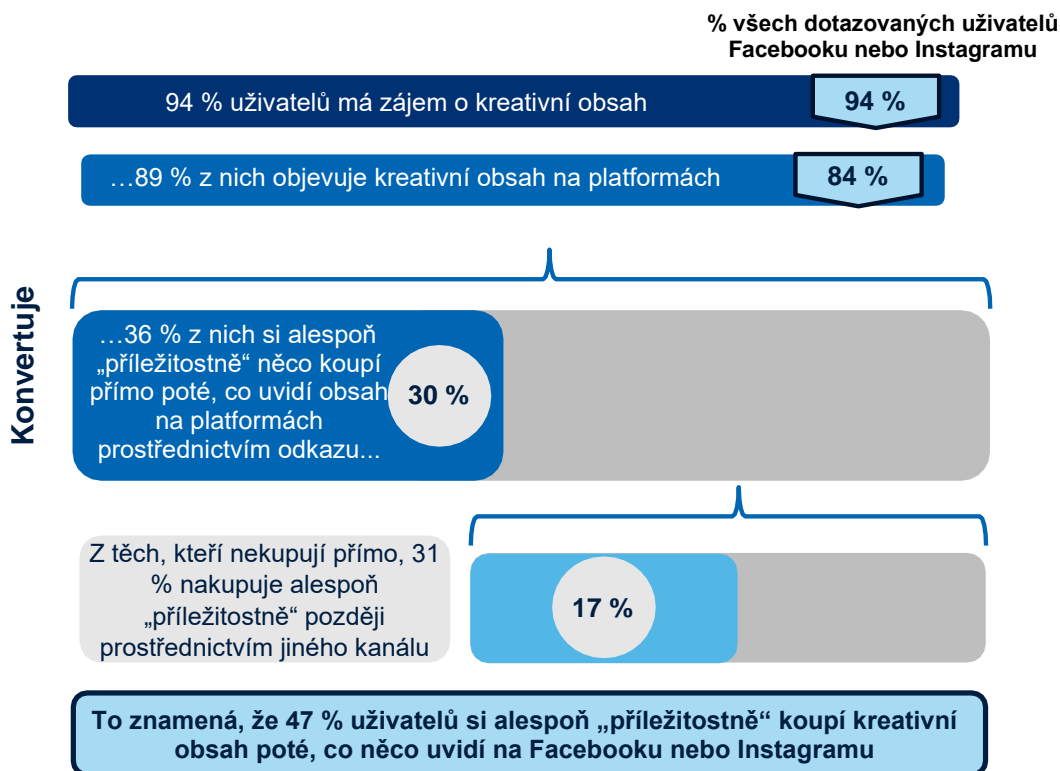 % všech dotazovaných uživatelů
Facebooku nebo Instagramu
94 % uživatelů má zájem o kreativní obsah
94 %
…89 % z nich objevuje kreativní obsah na platformách
84 %
Konvertuje
…36 % z nich si alespoň
„příležitostně“ něco koupí
přímo poté, co uvidí obsah
na platformách
prostřednictvím odkazu...
30 %
Z těch, kteří nekupují přímo, 31
% nakupuje alespoň
„příležitostně“ později
prostřednictvím jiného kanálu
17 %
To znamená, že 47 % uživatelů si alespoň „příležitostně“ koupí kreativní
obsah poté, co něco uvidí na Facebooku nebo Instagramu